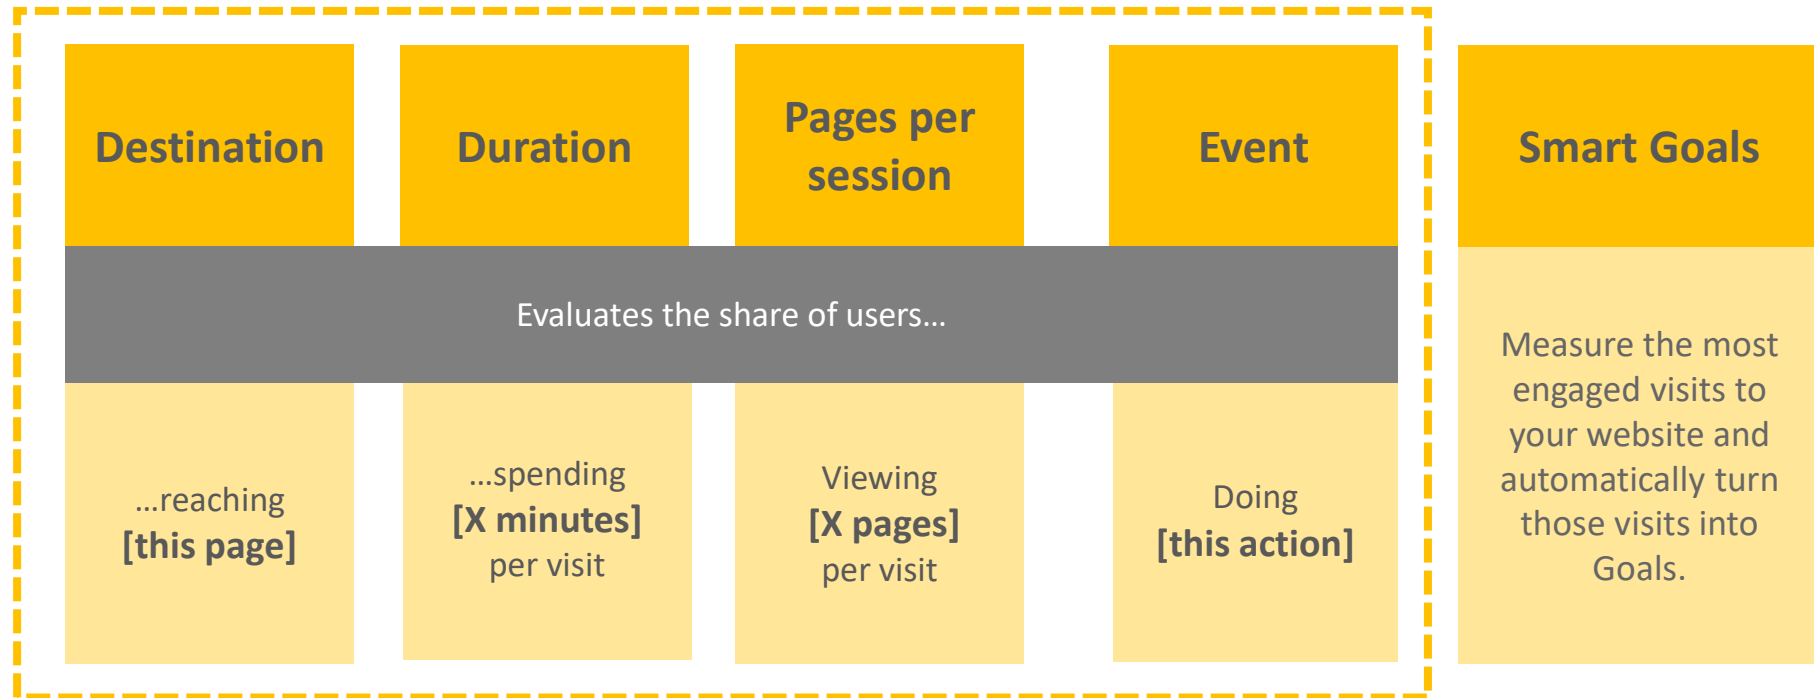 Destination
Duration
Pages per
session
Event
Smart Goals
Evaluates the share of users...
...reaching
[this page]
...spending
[X minutes]
per visit
Viewing
[X pages]
per visit
Doing
[this action]
Measure the most
engaged visits to
your website and
automatically turn
those visits into
Goals.